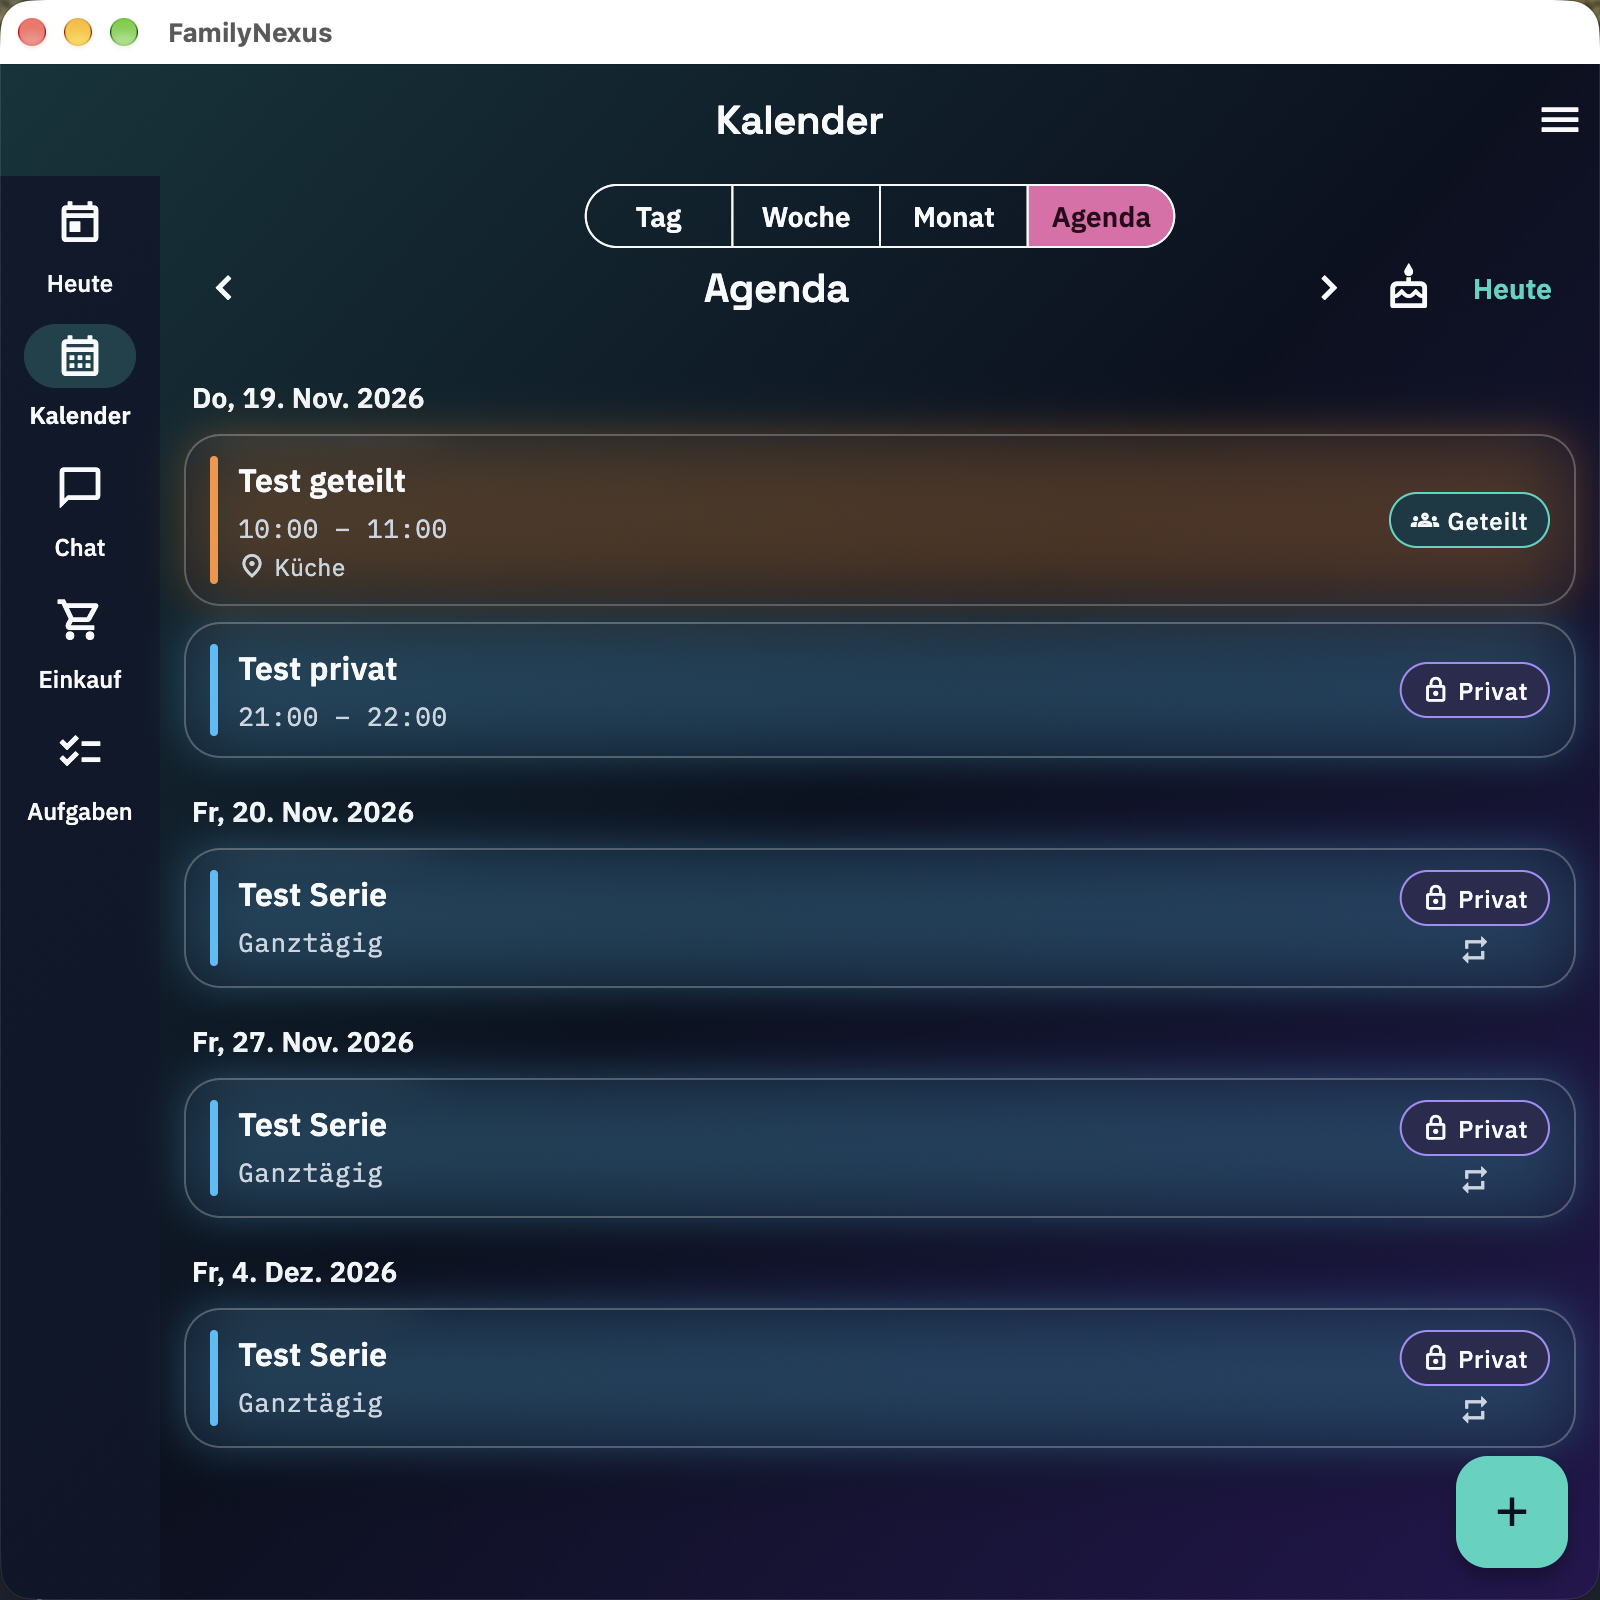 FamilyNexus
Kalender
Tag Woche Monat Agenda
Agenda
Heute
Heute
Kalender
Chat
Einkauf
Aufgaben
Do, 19. Nov. 2026
Test geteilt
10:00 – 11:00
Küche
Geteilt
Test privat
21:00 – 22:00
Privat
Fr, 20. Nov. 2026
Test Serie
Ganztägig
Privat
Fr, 27. Nov. 2026
Test Serie
Ganztägig
Privat
Fr, 4. Dez. 2026
Test Serie
Ganztägig
Privat